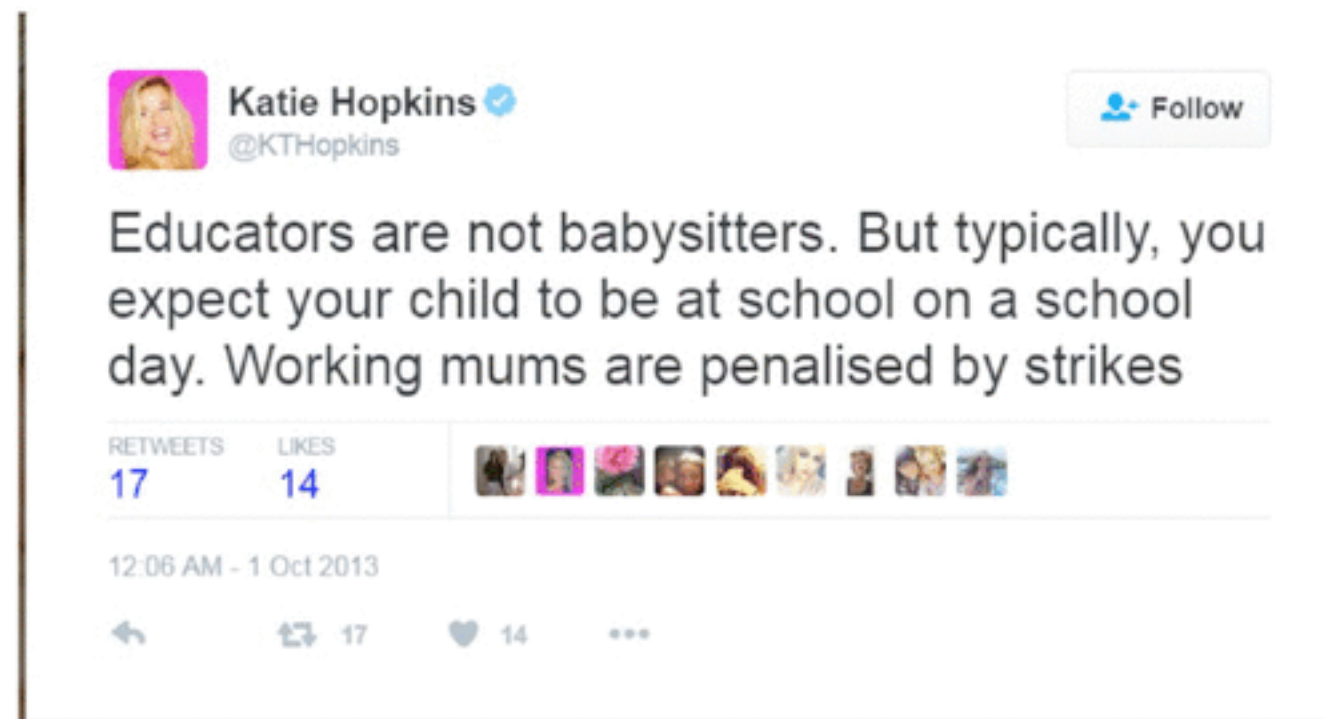 Katie Hopkins
@KTHopkins
Follow
Educators are not babysitters. But typically, you
expect your child to be at school on a school
day. Working mums are penalised by strikes
RETWEETS LIKES
17 14
12:06 AM - 1 Oct 2013
17 14